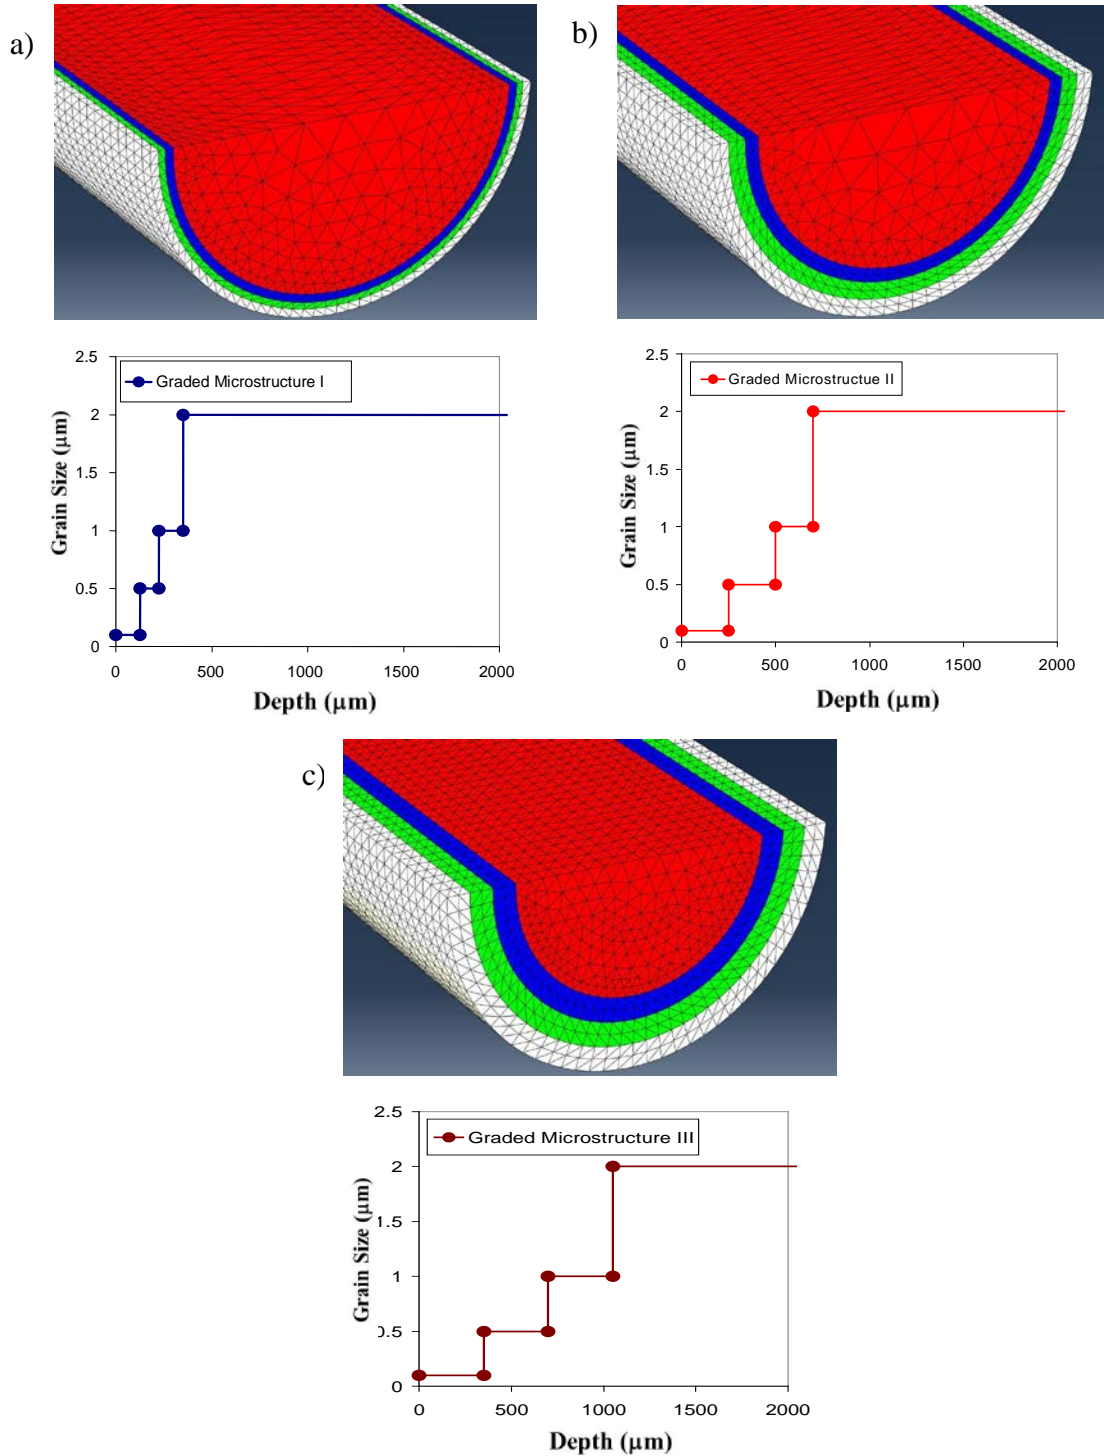 a)
b)
2.5
Graded Microstructure I
2
1.5
1
0.5
0
Grain Size (μm)
0 500 1000 1500 2000
Depth (μm)
2.5
Graded Microstructue II
2
1.5
1
0.5
0
Grain Size (μm)
0 500 1000 1500 2000
Depth (μm)
c)
2.5
Graded Microstructure III
2
1.5
1
0.5
0
Grain Size (μm)
0 500 1000 1500 2000
Depth (μm)